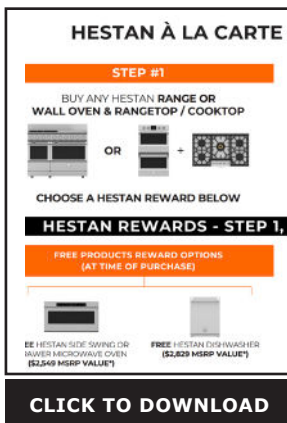 HESTAN À LA CARTE
STEP #1
BUY ANY HESTAN RANGE OR
WALL OVEN & RANGETOP / COOKTOP
OR
+
CHOOSE A HESTAN REWARD BELOW
HESTAN REWARDS - STEP 1,
FREE PRODUCTS REWARD OPTIONS
(AT TIME OF PURCHASE)
EE HESTAN SIDE SWING OR
AWER MICROWAVE OVEN
($2,549 MSRP VALUE*)
FREE HESTAN DISHWASHER
($2,829 MSRP VALUE*)
CLICK TO DOWNLOAD